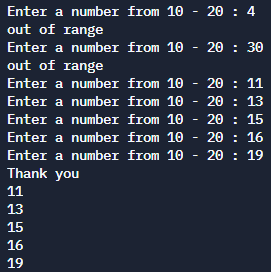 Enter a number from 10 - 20 : 4
out of range
Enter a number from 10 - 20 : 30
out of range
Enter a number from 10 - 20 : 11
Enter a number from 10 - 20 : 13
Enter a number from 10 - 20 : 15
Enter a number from 10 - 20 : 16
Enter a number from 10 - 20 : 19
Thank you
11
13
15
16
19